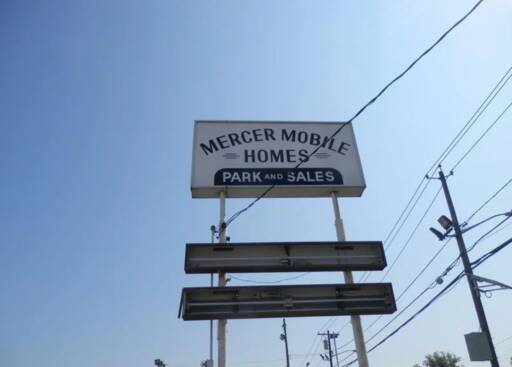 MERCER MOBILE
HOMES
PARK AND SALES